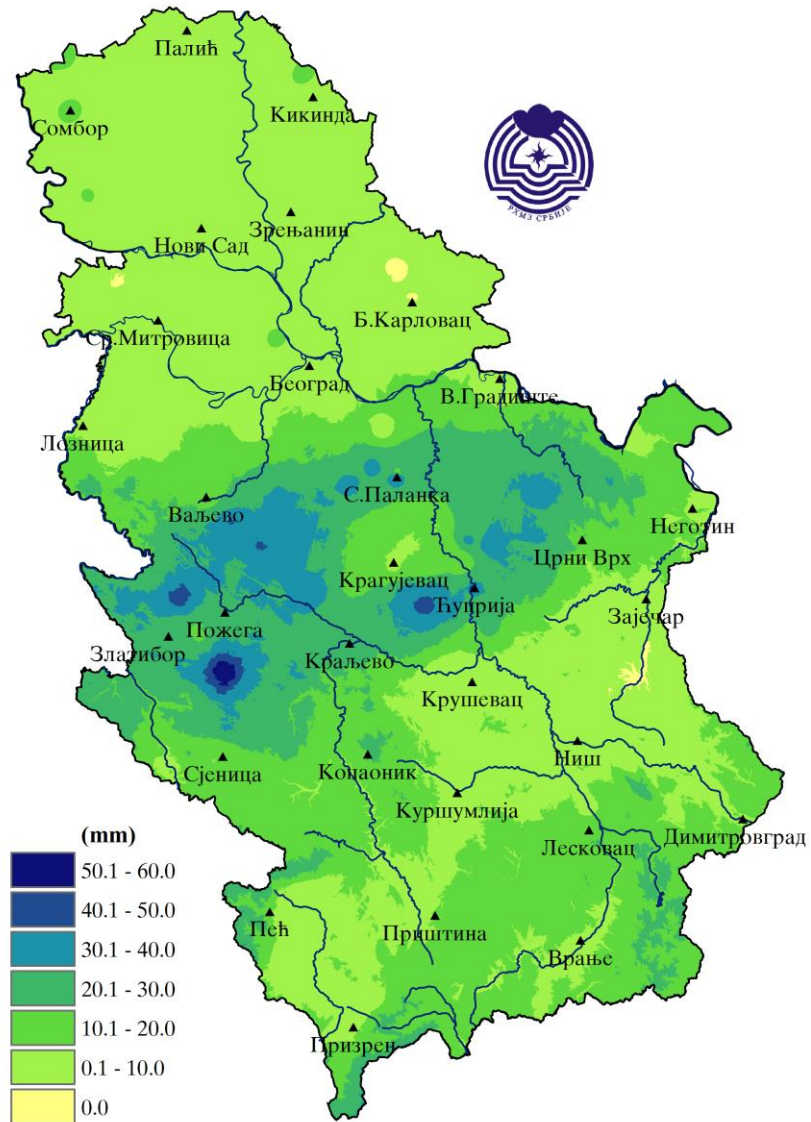 Палић
Кикинда
Сомбор
РХМЗ СРБИЈЕ
Зрењанин
Нови Сад
Б.Карловац
Ср.Митровица
Београд
В.Градиште
Лозница
С.Паланка
Ваљево
Неготин
Црни Врх
Крагујевац
Ћуприја
Зајечар
Пожега
Златибор
Краљево
Крушевац
Ниш
Сјеница
Копаоник
Куршумлија
Димитровград
Лесковац
(mm)
50.1 - 60.0
40.1 - 50.0
30.1 - 40.0
20.1 - 30.0
10.1 - 20.0
0.1 - 10.0
0.0
Пећ
Приштина
Врање
Призрен